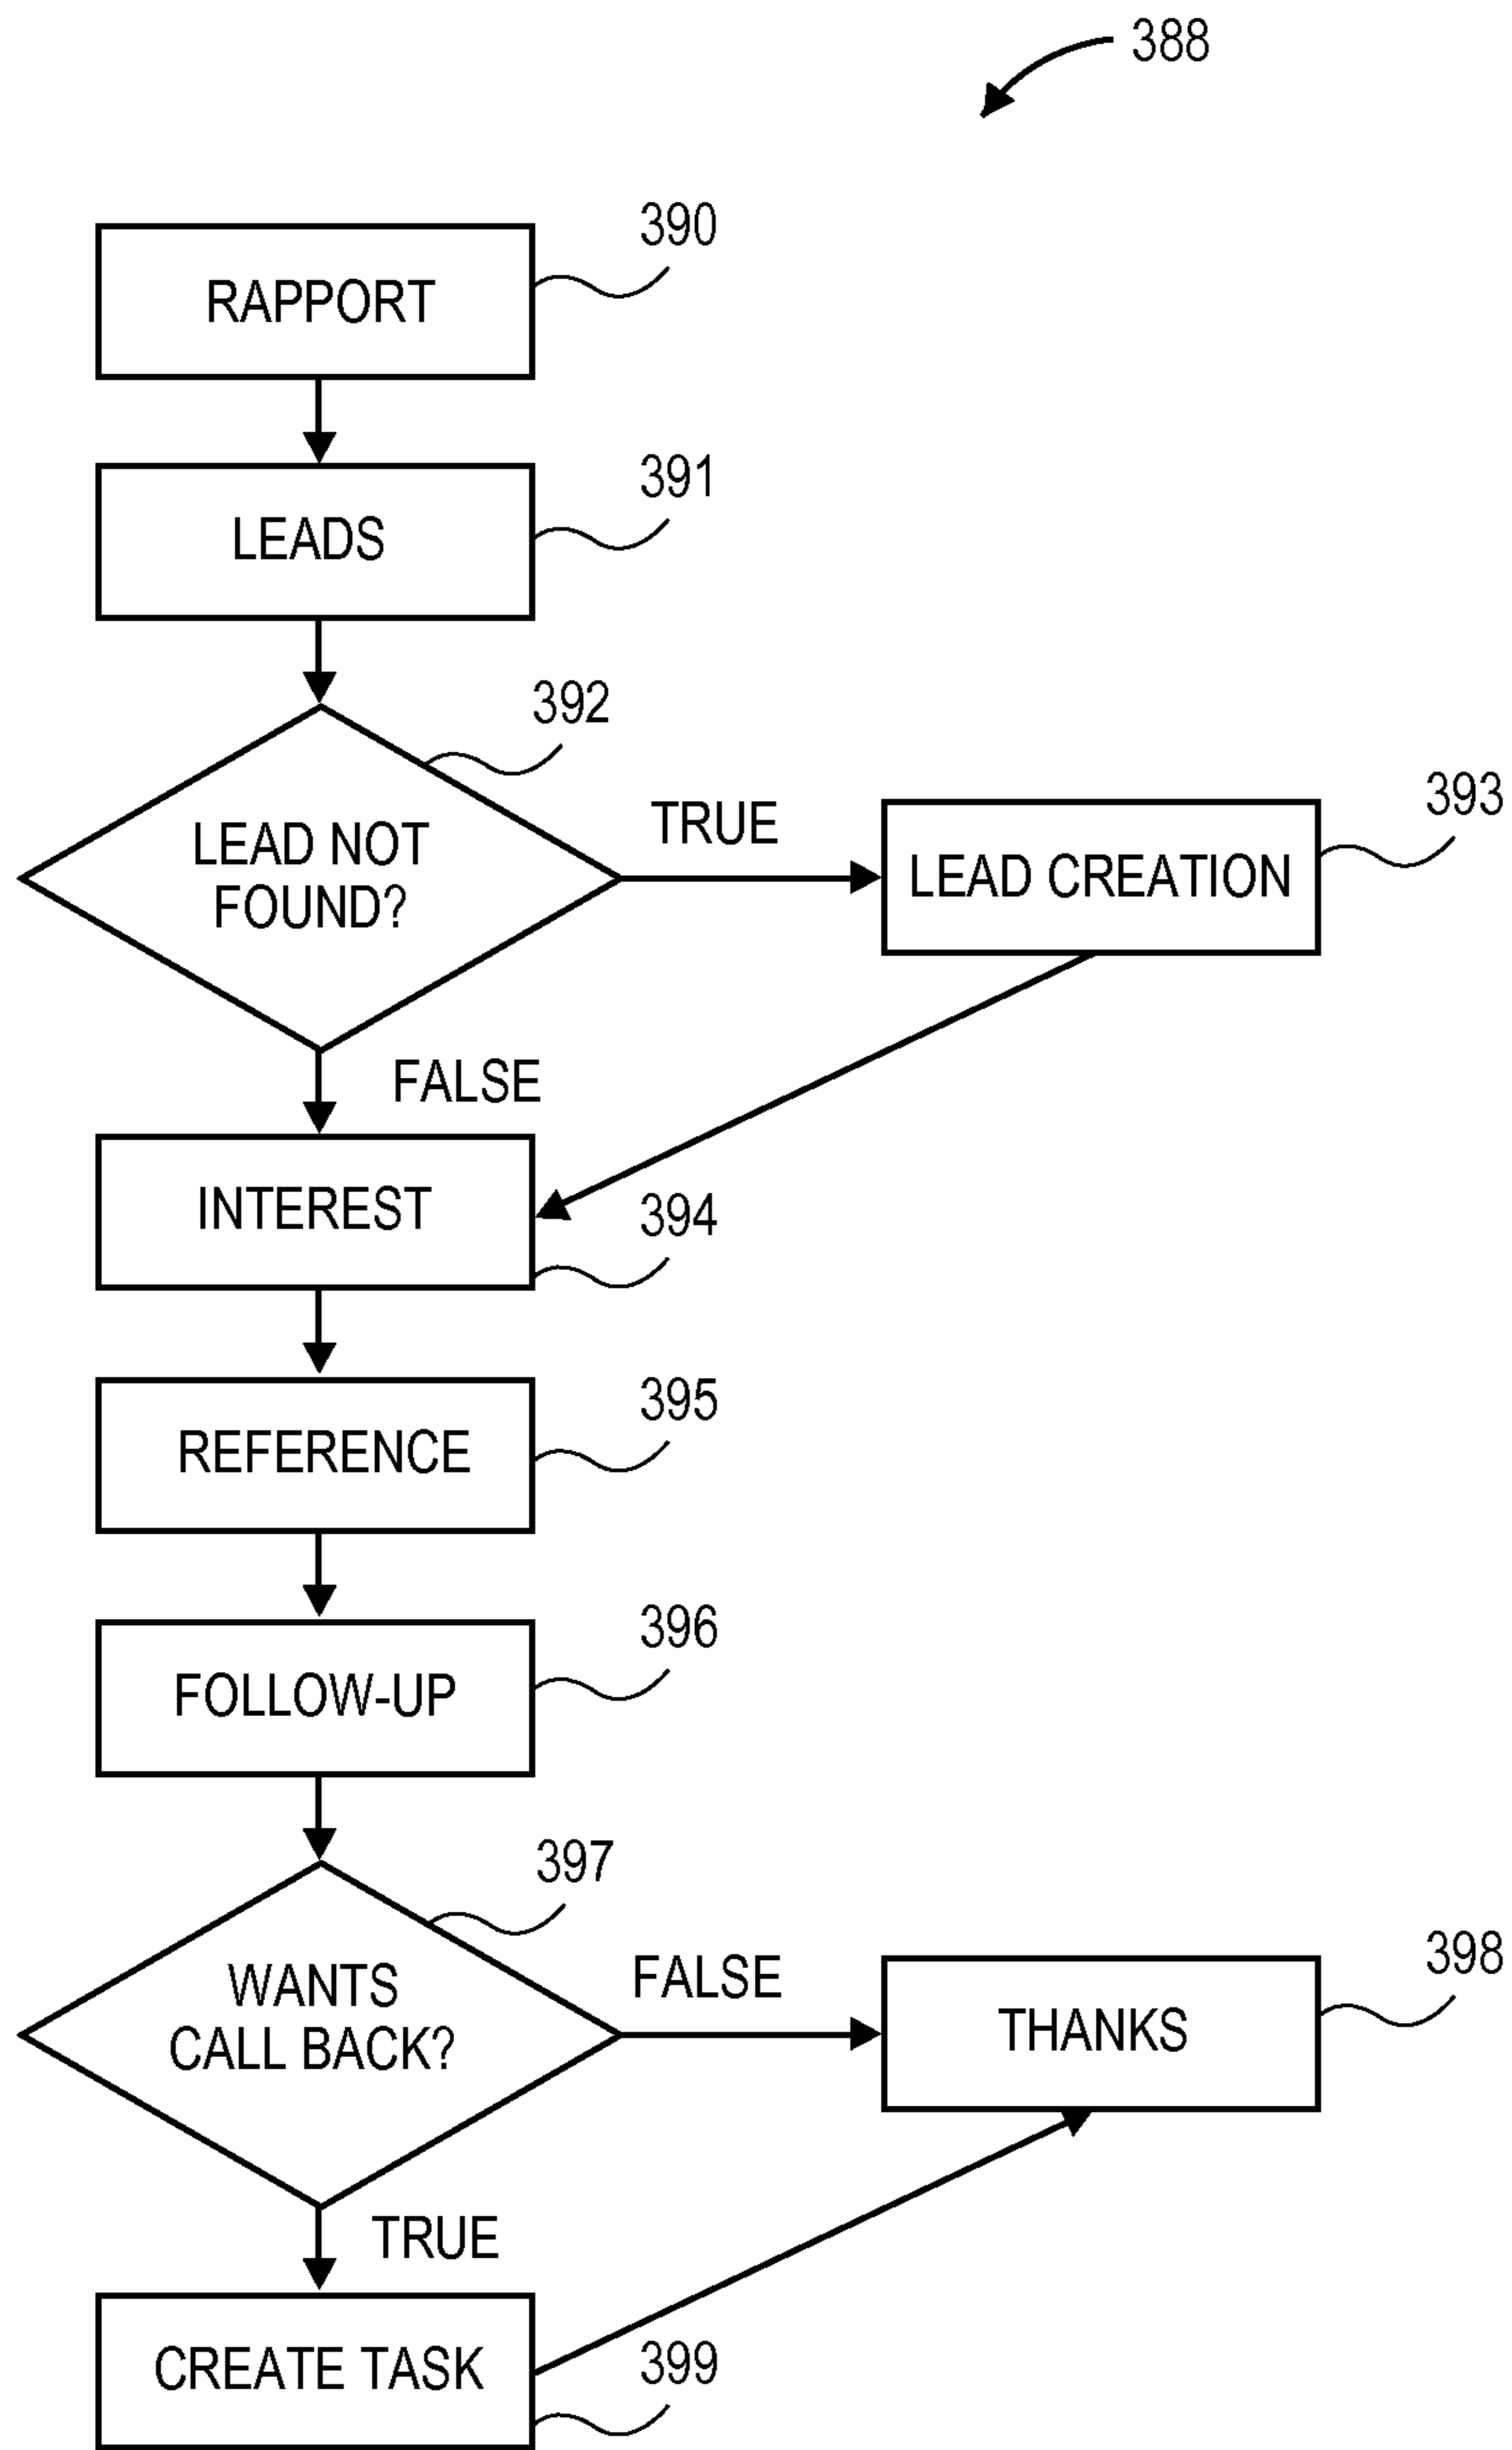 388
390
RAPPORT
391
LEADS
392
LEAD NOT
FOUND?
TRUE
393
LEAD CREATION
FALSE
INTEREST
394
395
REFERENCE
396
FOLLOW-UP
397
WANTS
CALL BACK?
FALSE
398
THANKS
TRUE
CREATE TASK
399